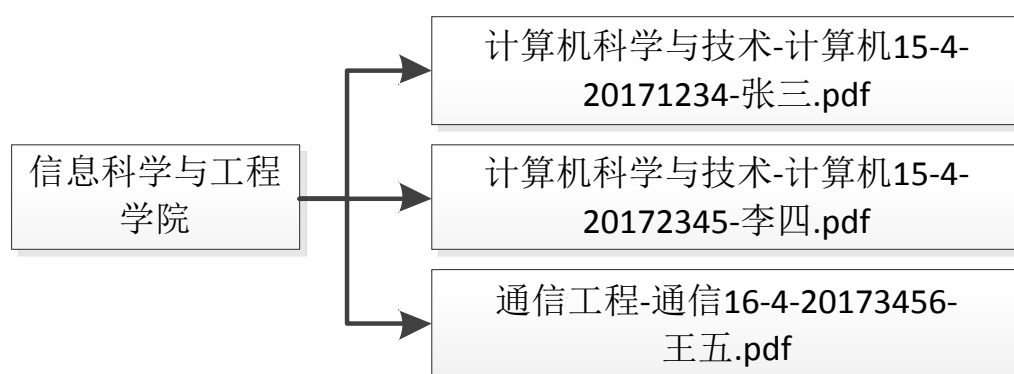 信息科学与工程
学院
计算机科学与技术-计算机15-4-
20171234-张三.pdf
计算机科学与技术-计算机15-4-
20172345-李四.pdf
通信工程-通信16-4-20173456-
王五.pdf